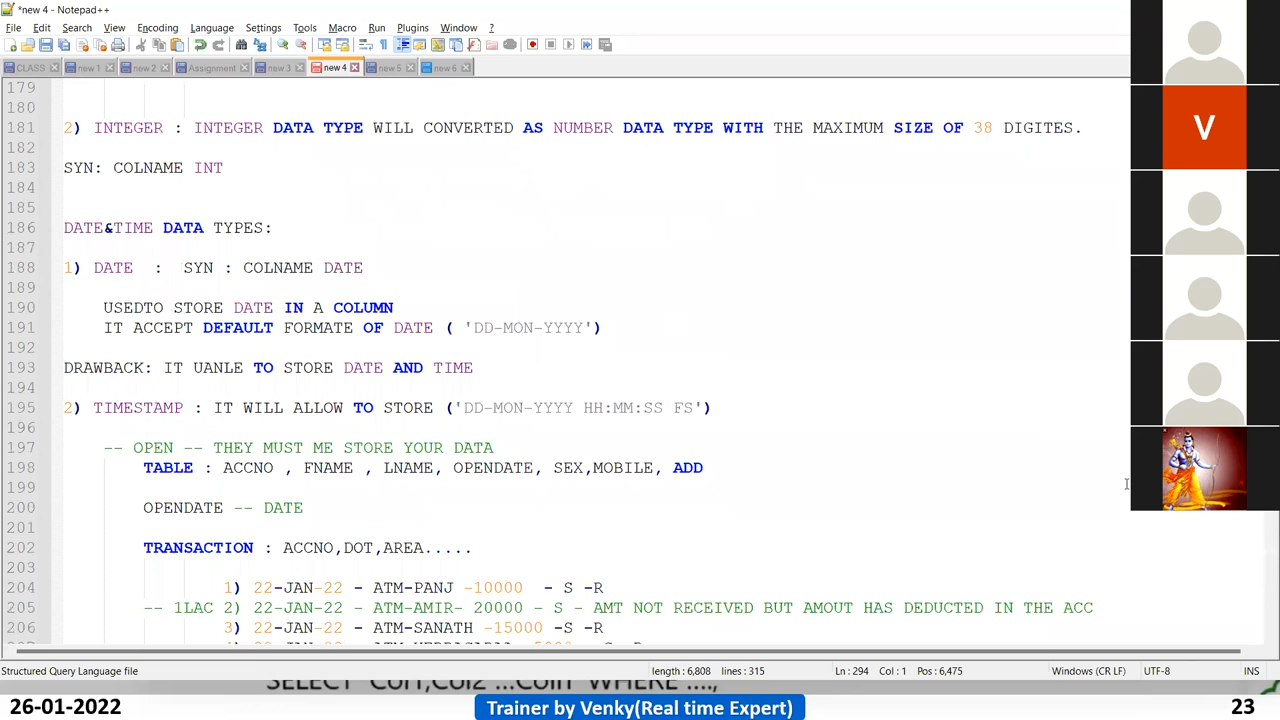 *new 4 - Notepad++
File Edit Search View Encoding Language Settings Tools Macro Run Plugins Window ?
CLASS new 1 new 2 Assignment new 3 new 4 new 5 new 6
179
180
181 2) INTEGER : INTEGER DATA TYPE WILL CONVERTED AS NUMBER DATA TYPE WITH THE MAXIMUM SIZE OF 38 DIGITES.
182
183 SYN: COLNAME INT
184
185
186 DATE&TIME DATA TYPES:
187
188 1) DATE : SYN : COLNAME DATE
189
190 USEDTO STORE DATE IN A COLUMN
191 IT ACCEPT DEFAULT FORMATE OF DATE ( 'DD-MON-YYYY')
192
193 DRAWBACK: IT UANLE TO STORE DATE AND TIME
194
195 2) TIMESTAMP : IT WILL ALLOW TO STORE ('DD-MON-YYYY HH:MM:SS FS')
196
197 -- OPEN -- THEY MUST ME STORE YOUR DATA
198 TABLE : ACCNO , FNAME , LNAME, OPENDATE, SEX,MOBILE, ADD
199
200 OPENDATE -- DATE
201
202 TRANSACTION : ACCNO,DOT,AREA.....
203
204 1) 22-JAN-22 - ATM-PANJ -10000 - S -R
205 -- 1LAC 2) 22-JAN-22 - ATM-AMIR- 20000 - S - AMT NOT RECEIVED BUT AMOUT HAS DEDUCTED IN THE ACC
206 3) 22-JAN-22 - ATM-SANATH -15000 -S -R
V
Structured Query Language file length : 6,808 lines : 315 Ln : 294 Col : 1 Pos : 6,475 Windows (CR LF) UTF-8 INS
SELECT Col1,Col2 ...Coln WHERE ....,
26-01-2022 Trainer by Venky(Real time Expert) 23